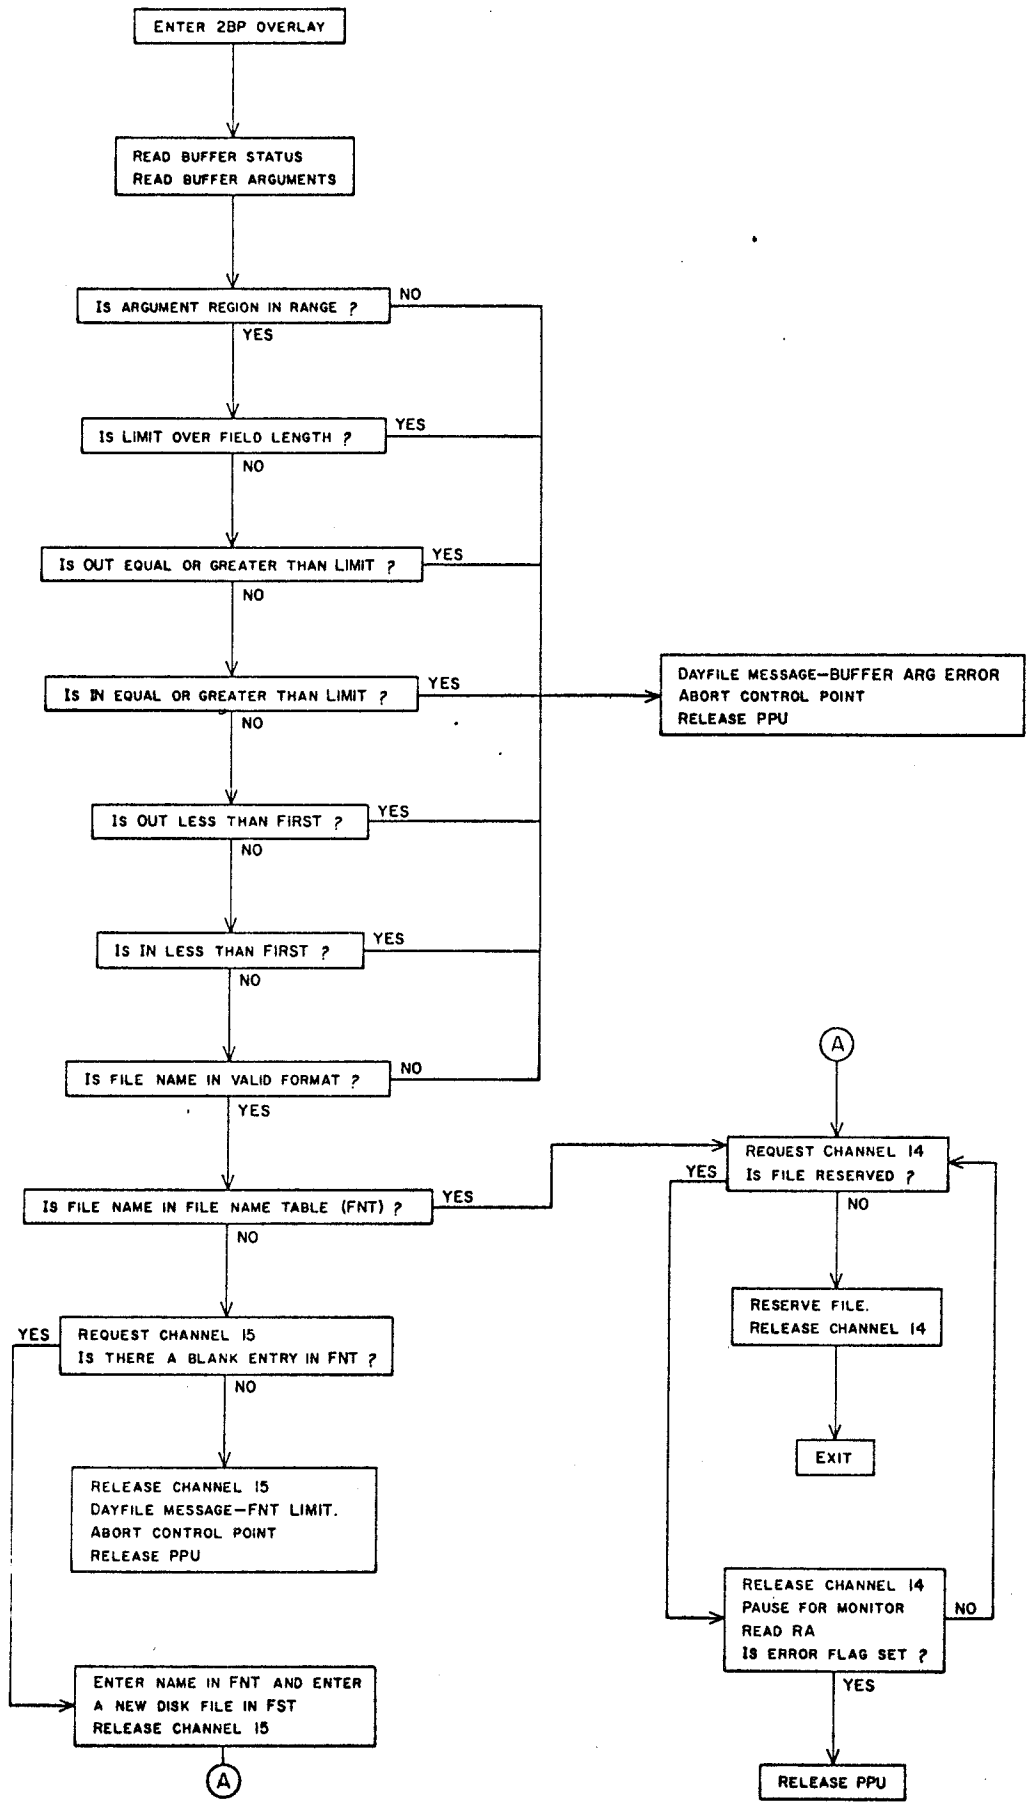 ENTER 2BP OVERLAY
READ BUFFER STATUS
READ BUFFER ARGUMENTS
IS ARGUMENT REGION IN RANGE ?
NO
YES
IS LIMIT OVER FIELD LENGTH ?
YES
NO
IS OUT EQUAL OR GREATER THAN LIMIT ?
YES
NO
IS IN EQUAL OR GREATER THAN LIMIT ?
YES
NO
DAYFILE MESSAGE—BUFFER ARG ERROR
ABORT CONTROL POINT
RELEASE PPU
IS OUT LESS THAN FIRST ?
YES
NO
IS IN LESS THAN FIRST ?
YES
NO
IS FILE NAME IN VALID FORMAT ?
NO
YES
IS FILE NAME IN FILE NAME TABLE (FNT) ?
YES
NO
REQUEST CHANNEL 15
IS THERE A BLANK ENTRY IN FNT ?
YES
NO
RELEASE CHANNEL 15
DAYFILE MESSAGE—FNT LIMIT.
ABORT CONTROL POINT
RELEASE PPU
ENTER NAME IN FNT AND ENTER
A NEW DISK FILE IN FST
RELEASE CHANNEL 15
A
A
REQUEST CHANNEL 14
IS FILE RESERVED ?
YES
NO
RESERVE FILE.
RELEASE CHANNEL 14
EXIT
RELEASE CHANNEL 14
PAUSE FOR MONITOR
READ RA
IS ERROR FLAG SET ?
NO
YES
RELEASE PPU